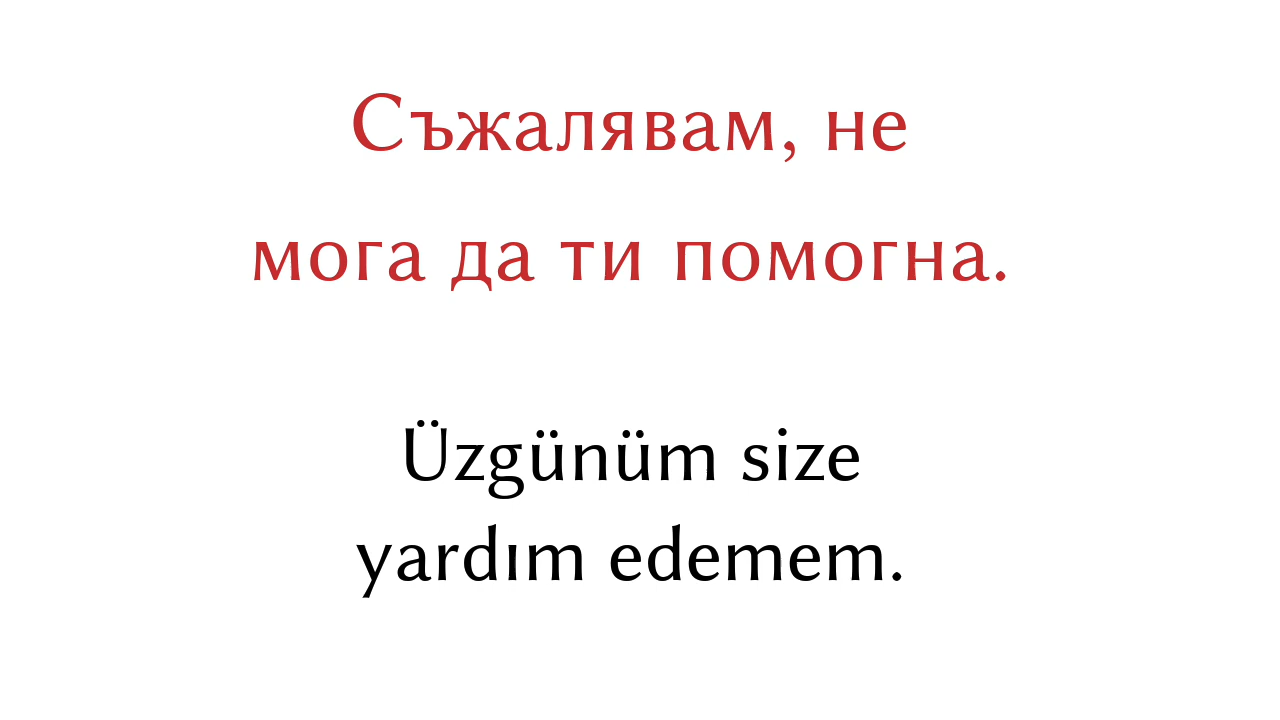 Съжалявам, не
мога да ти помогна.
Üzgünüm size
yardım edemem.